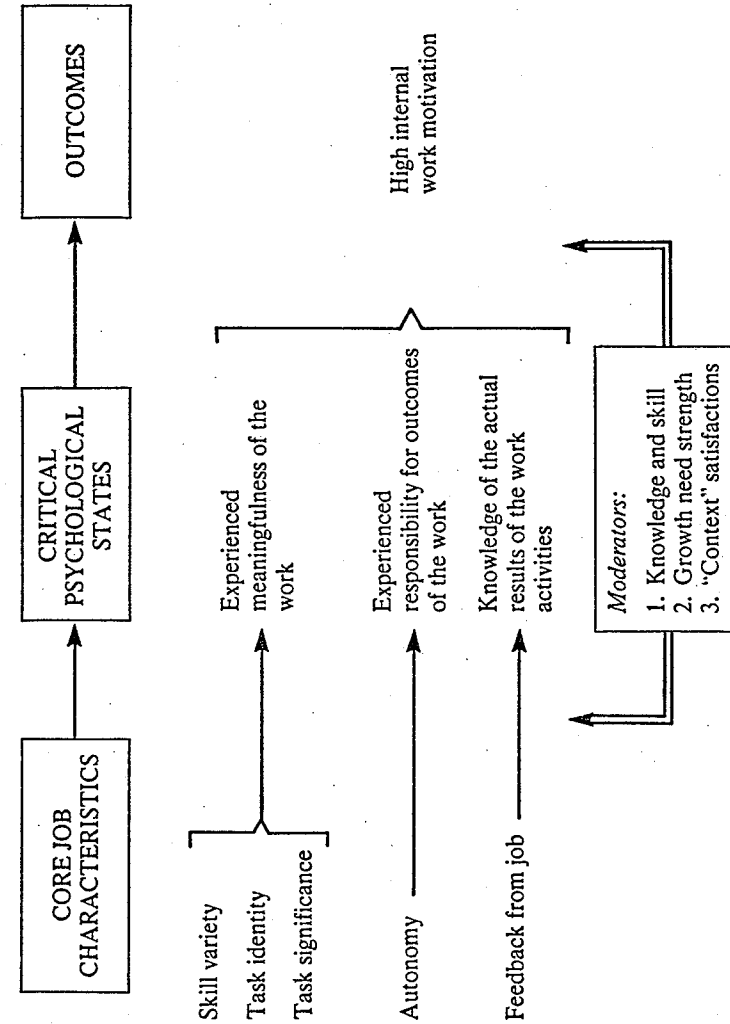 CORE JOB
CHARACTERISTICS
CRITICAL
PSYCHOLOGICAL
STATES
OUTCOMES
Skill variety
Task identity
Task significance
Experienced
meaningfulness of the
work
Autonomy
Experienced
responsibility for outcomes
of the work
Feedback from job
Knowledge of the actual
results of the work
activities
High internal
work motivation
Moderators:
1. Knowledge and skill
2. Growth need strength
3. "Context" satisfactions